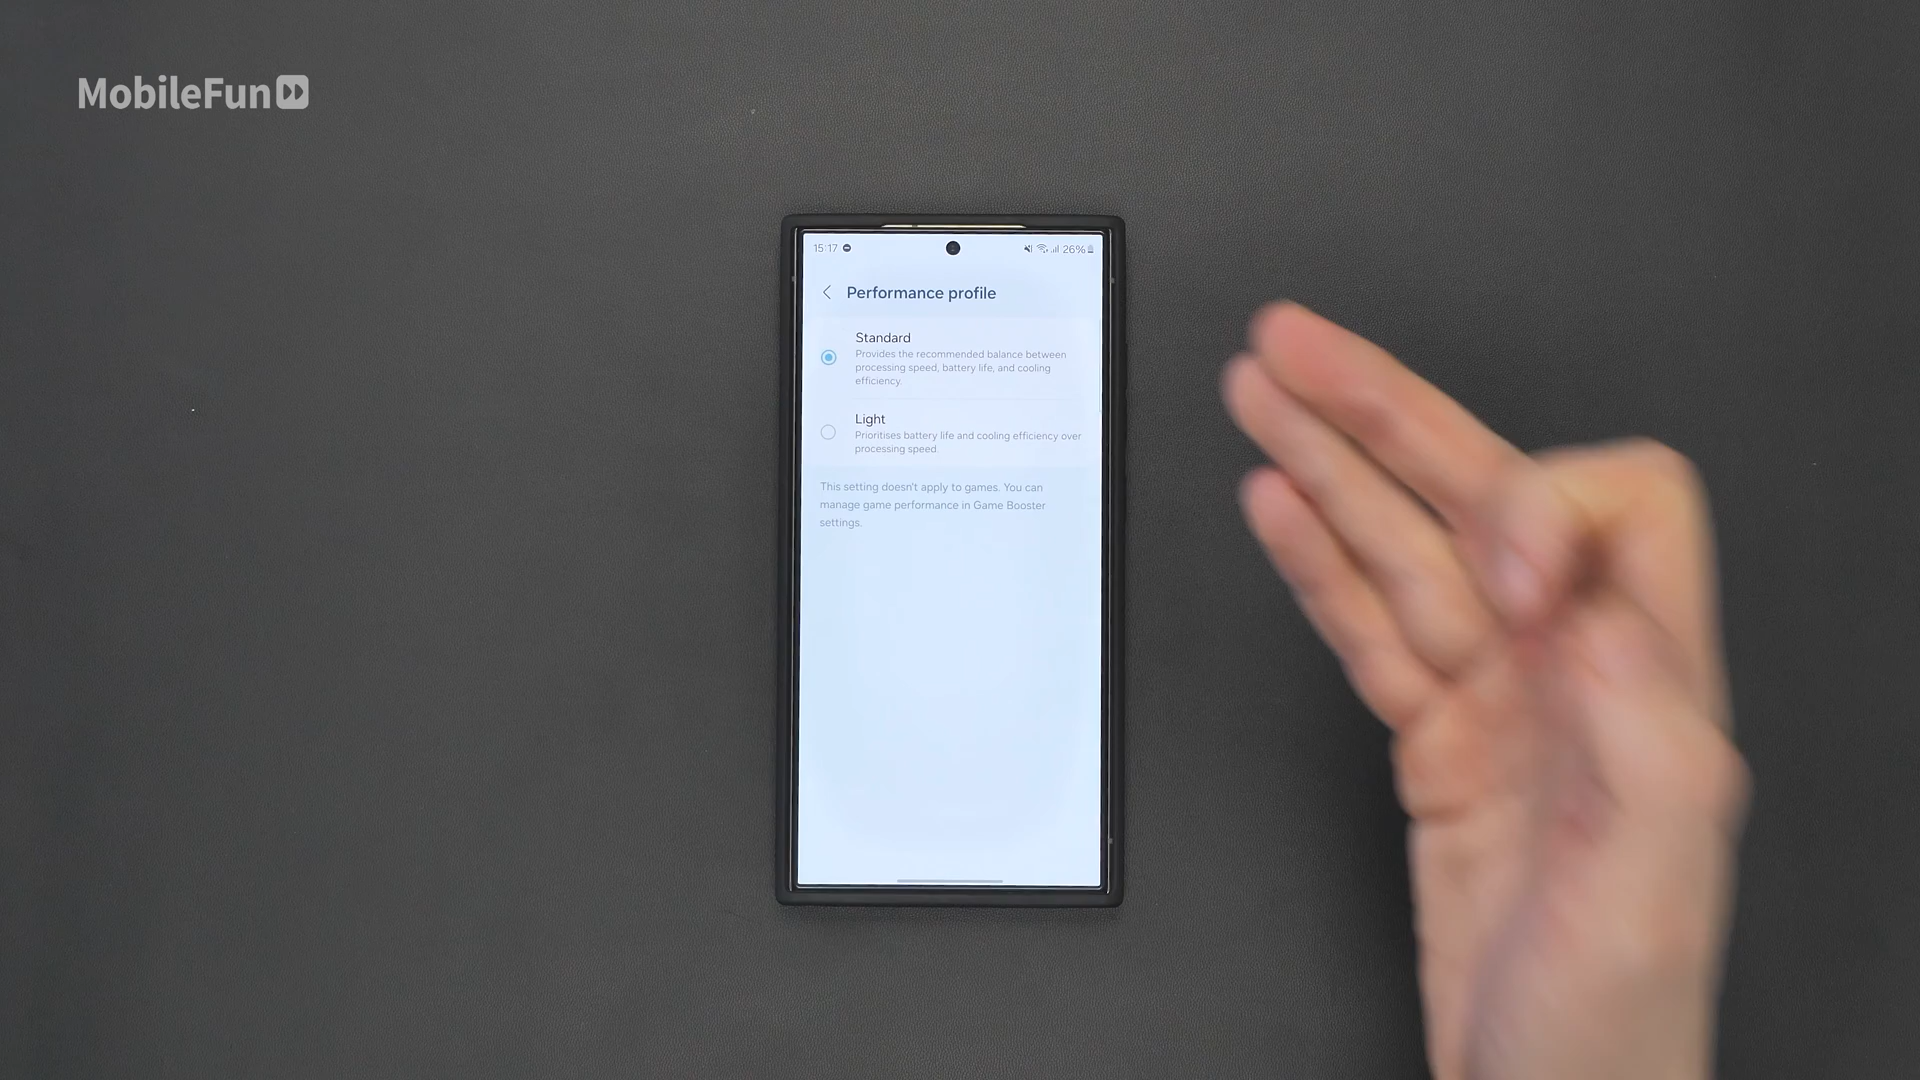 MobileFun
15:17
26%
Performance profile
Standard
Provides the recommended balance between
processing speed, battery life, and cooling
efficiency.
Light
Prioritises battery life and cooling efficiency over
processing speed.
This setting doesn't apply to games. You can
manage game performance in Game Booster
settings.